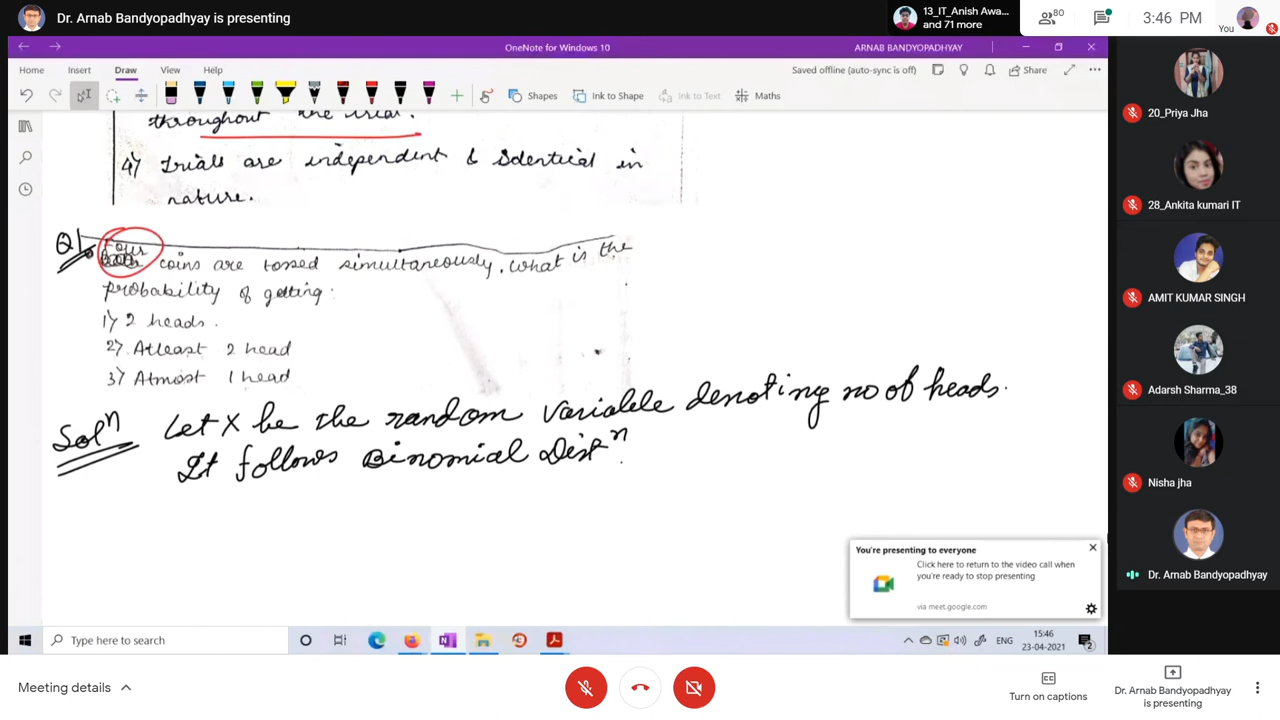 Dr. Arnab Bandyopadhyay is presenting
13_IT_Anish Awa...
and 71 more
80
3:46 PM
You
OneNote for Windows 10
ARNAB BANDYOPADHYAY
Home Insert Draw View Help
Saved offline (auto-sync is off)
Share
Shapes
Ink to Shape
Ink to Text
Maths
throughout the trial.
4) Trials are independent & identical in
nature.
Q1. Four coins are tossed simultaneously. What is the
probability of getting:
1) 2 heads.
2) Atleast 2 head
3) Atmost 1 head
Solⁿ Let X be the random variable denoting no of heads.
It follows Binomial Distⁿ.
You're presenting to everyone
Click here to return to the video call when
you're ready to stop presenting
via meet.google.com
20_Priya Jha
28_Ankita kumari IT
AMIT KUMAR SINGH
Adarsh Sharma_38
Nisha jha
Dr. Arnab Bandyopadhyay
Type here to search
ENG
15:46
23-04-2021
2
Meeting details
Turn on captions
Dr. Arnab Bandyopadhyay
is presenting